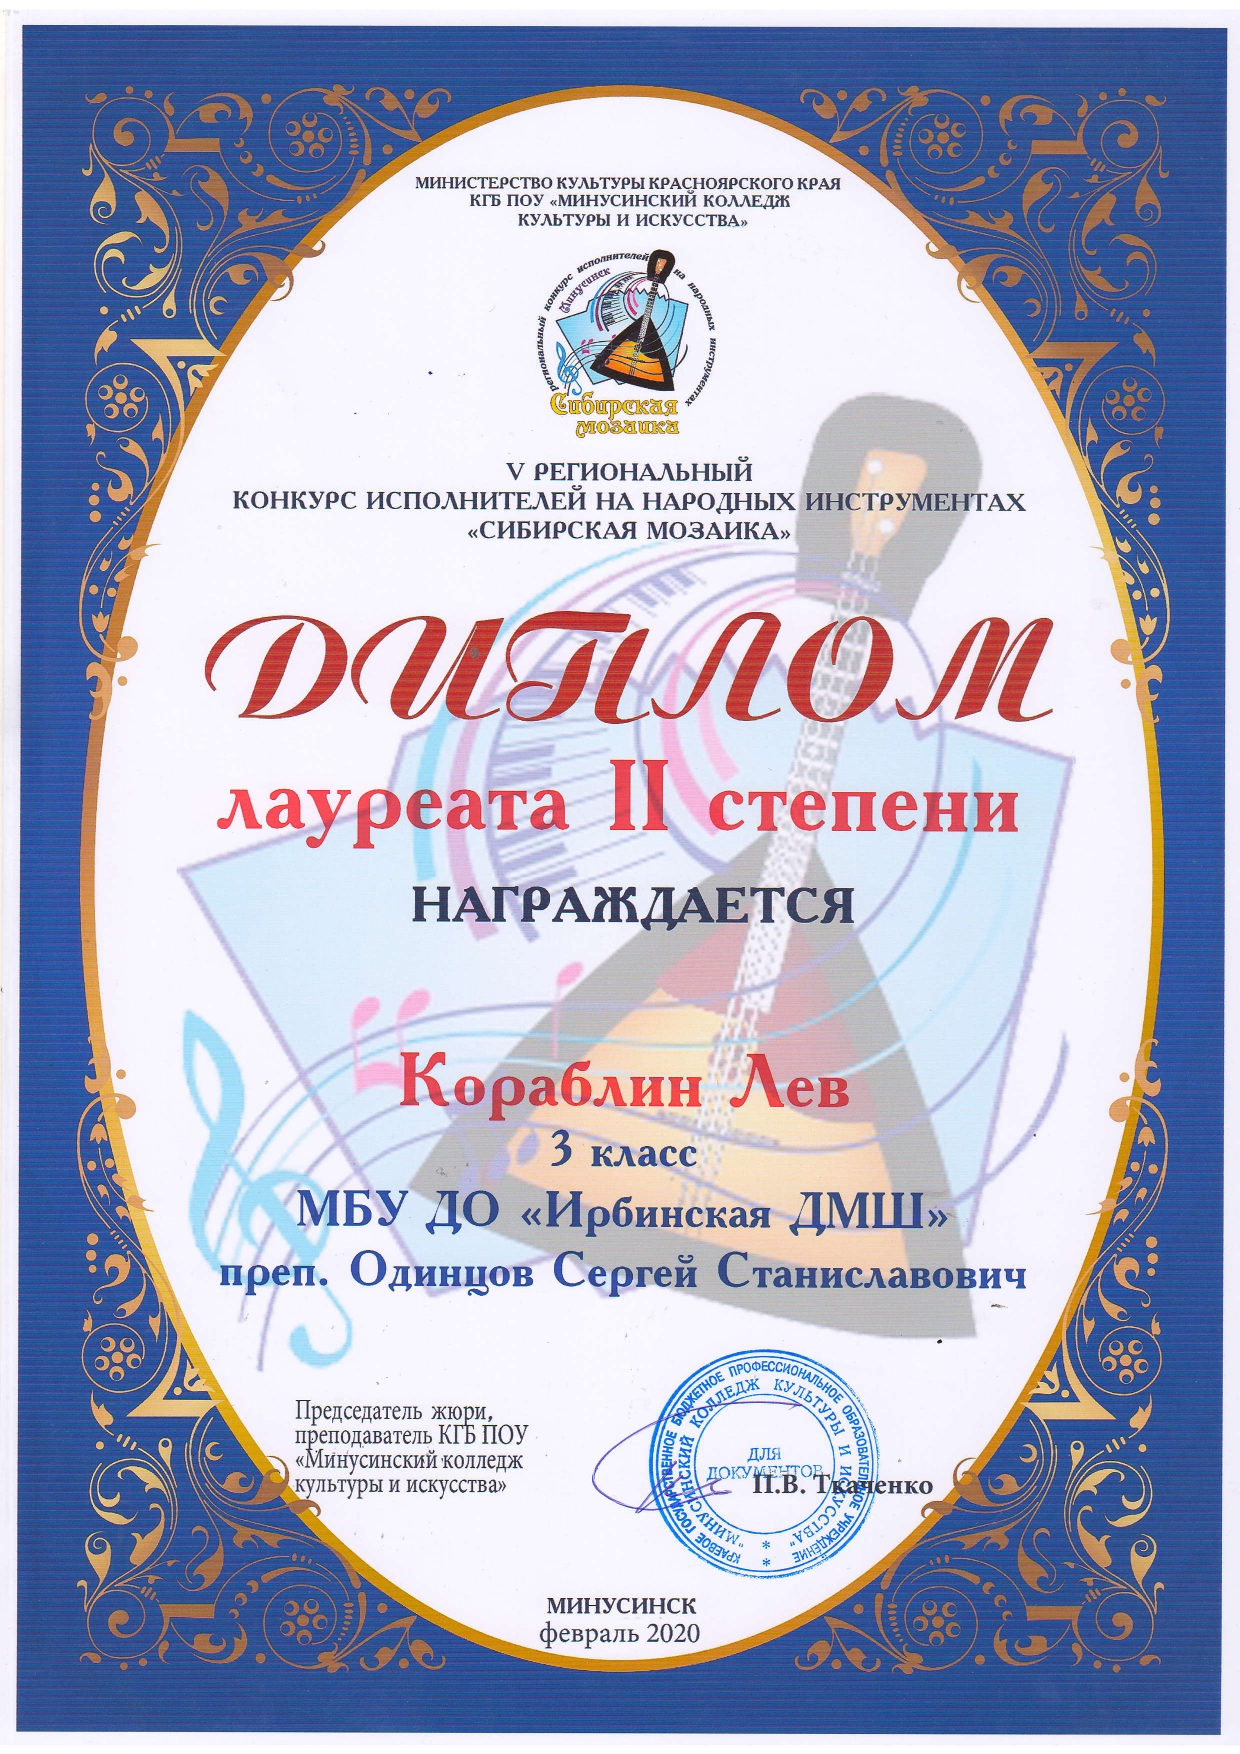 МИНИСТЕРСТВО КУЛЬТУРЫ КРАСНОЯРСКОГО КРАЯ
КГБ ПОУ «МИНУСИНСКИЙ КОЛЛЕДЖ
КУЛЬТУРЫ И ИСКУССТВА»
региональный конкурс исполнителей на народных инструментах
Минусинск
Сибирская
мозаика
V РЕГИОНАЛЬНЫЙ
КОНКУРС ИСПОЛНИТЕЛЕЙ НА НАРОДНЫХ ИНСТРУМЕНТАХ
«СИБИРСКАЯ МОЗАИКА»
ДИПЛОМ
лауреата II степени
НАГРАЖДАЕТСЯ
Кораблин Лев
3 класс
МБУ ДО «Ирбинская ДМШ»
преп. Одинцов Сергей Станиславович
Председатель жюри,
преподаватель КГБ ПОУ
«Минусинский колледж
культуры и искусства»
КРАЕВОЕ ГОСУДАРСТВЕННОЕ БЮДЖЕТНОЕ ПРОФЕССИОНАЛЬНОЕ ОБРАЗОВАТЕЛЬНОЕ УЧРЕЖДЕНИЕ *
"МИНУСИНСКИЙ КОЛЛЕДЖ КУЛЬТУРЫ И ИСКУССТВА" *
ДЛЯ
ДОКУМЕНТОВ
П.В. Ткаченко
МИНУСИНСК
февраль 2020